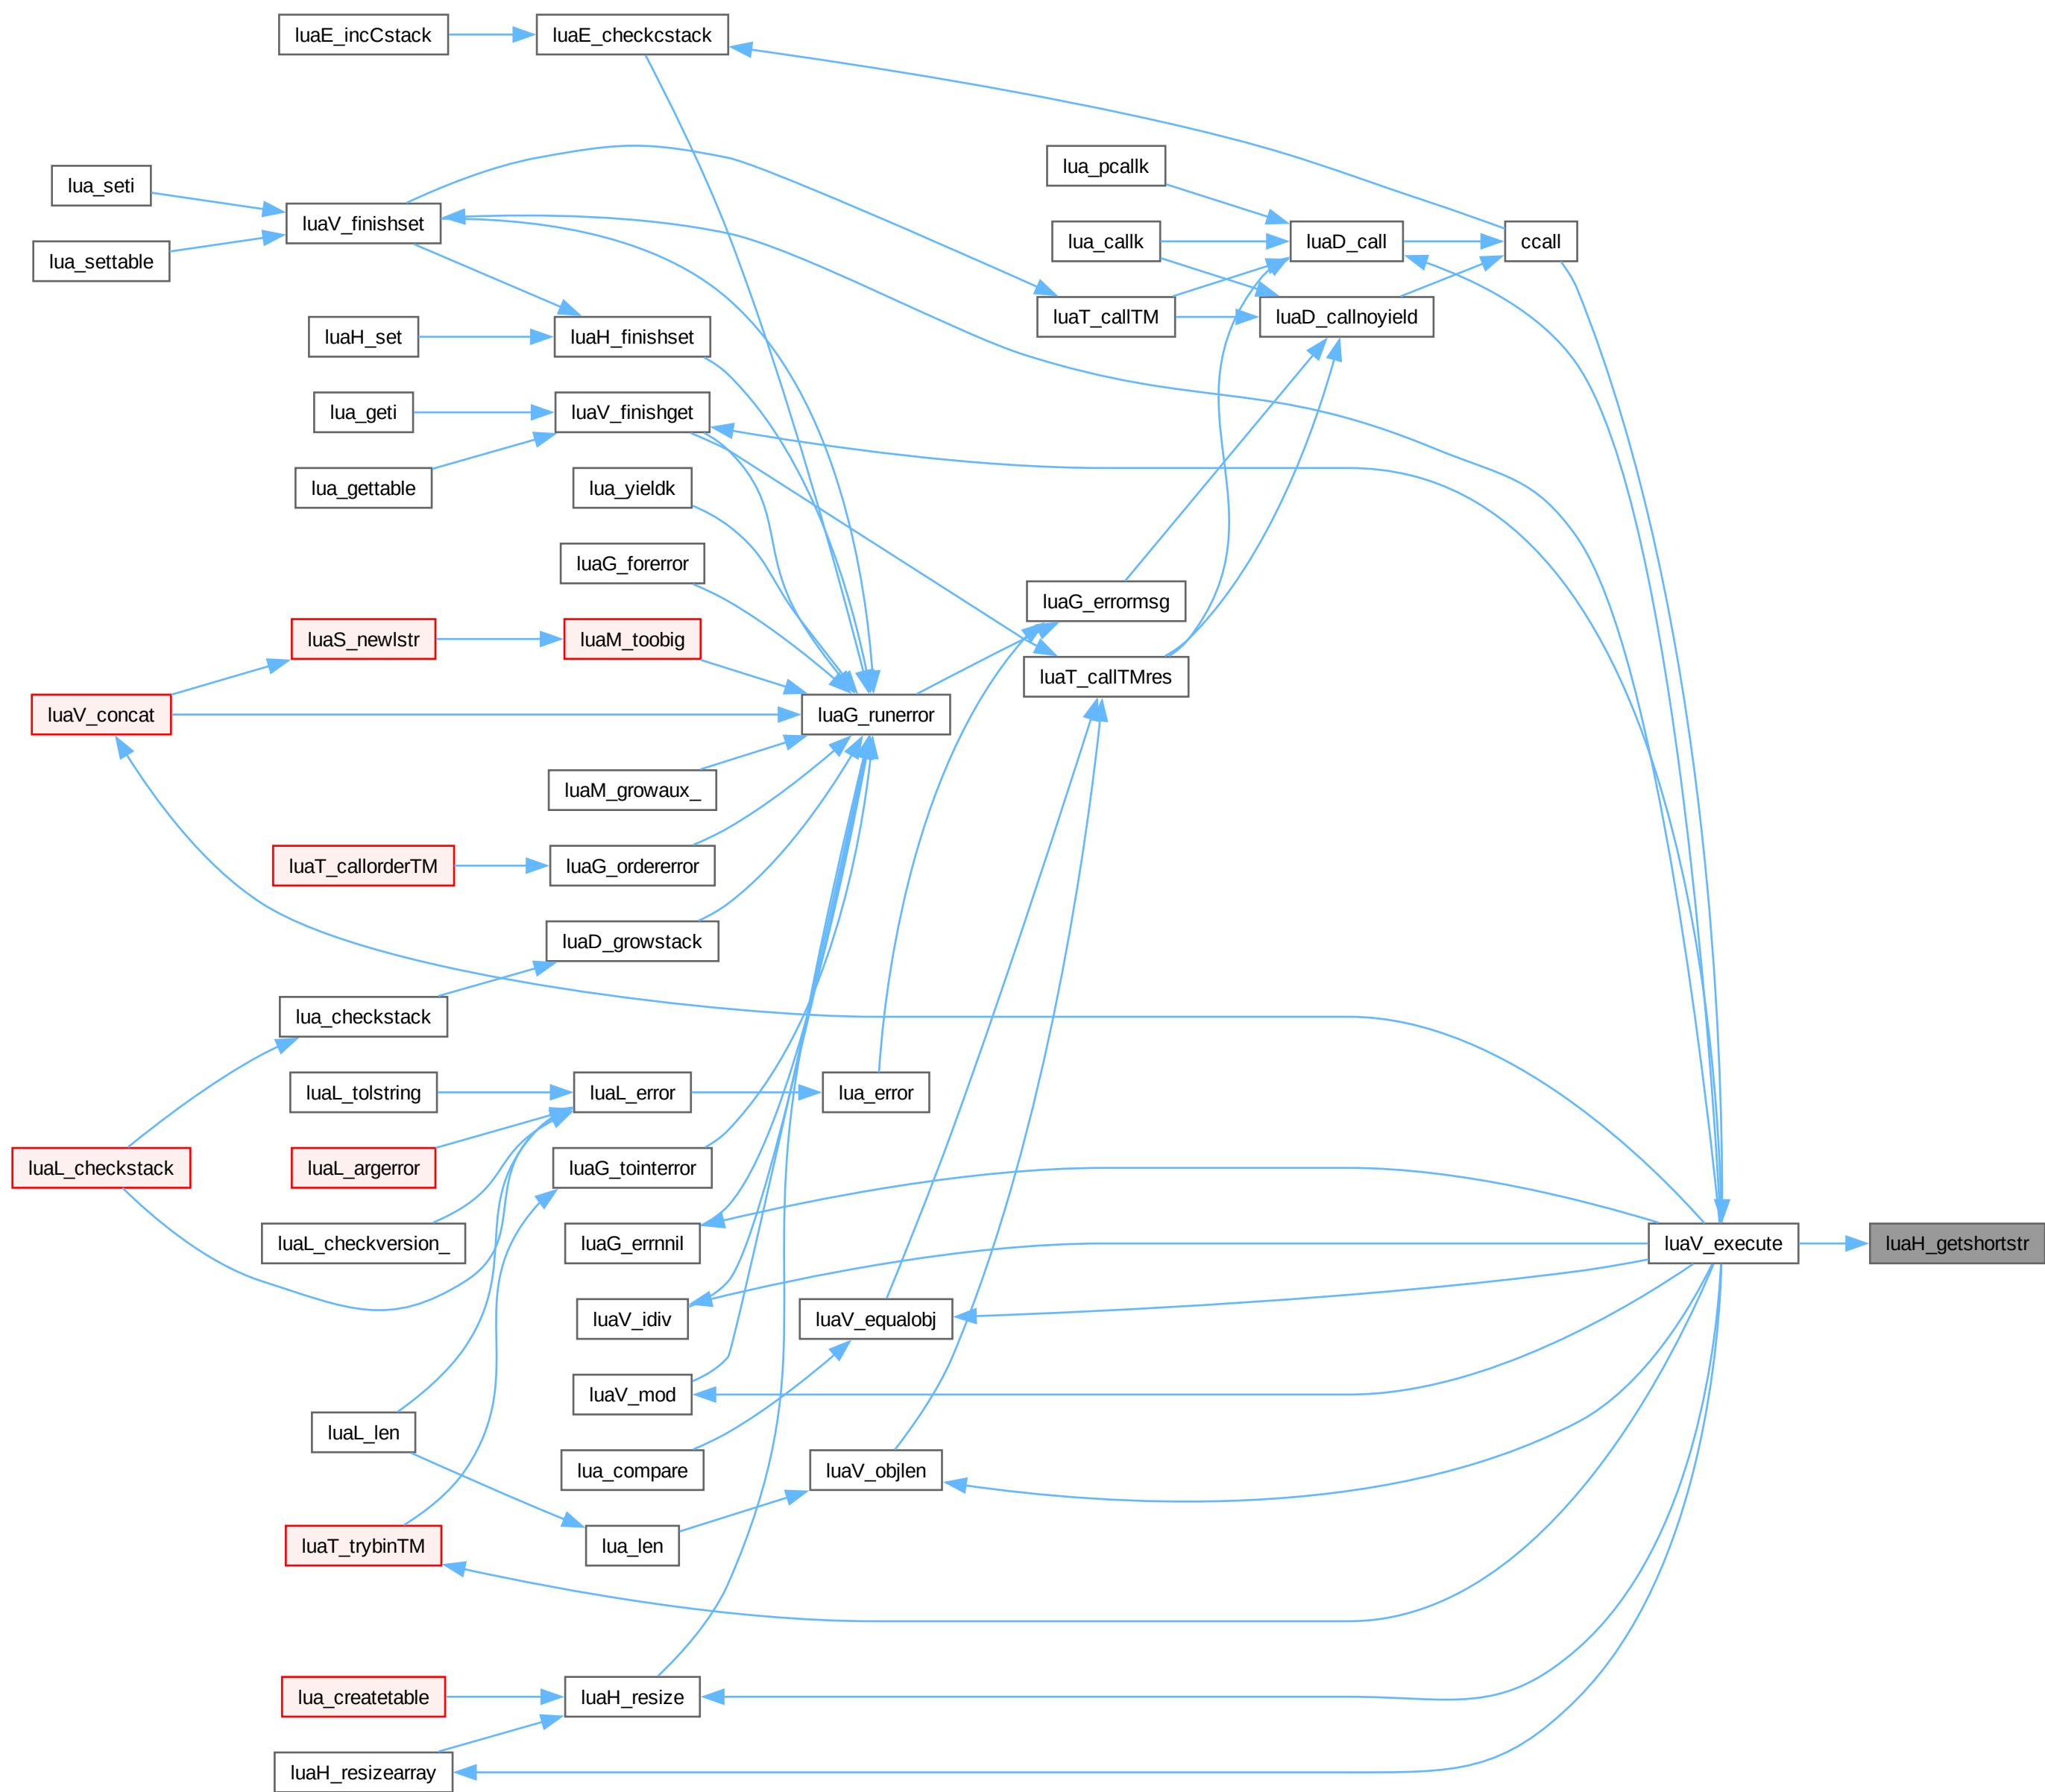 luaE_incCstack
luaE_checkcstack
lua_pcallk
lua_seti
luaV_finishset
lua_callk
luaD_call
ccall
lua_settable
luaT_callTM
luaD_callnoyield
luaH_set
luaH_finishset
lua_geti
luaV_finishget
lua_gettable
lua_yieldk
luaG_forerror
luaG_errormsg
luaS_newlstr
luaM_toobig
luaT_callTMres
luaV_concat
luaG_runerror
luaM_growaux_
luaT_callorderTM
luaG_ordererror
luaD_growstack
lua_checkstack
luaL_tolstring
luaL_error
lua_error
luaL_checkstack
luaL_argerror
luaG_tointerror
luaL_checkversion_
luaG_errnnil
luaV_execute
luaH_getshortstr
luaV_idiv
luaV_equalobj
luaV_mod
luaL_len
lua_compare
luaV_objlen
luaT_trybinTM
lua_len
lua_createtable
luaH_resize
luaH_resizearray